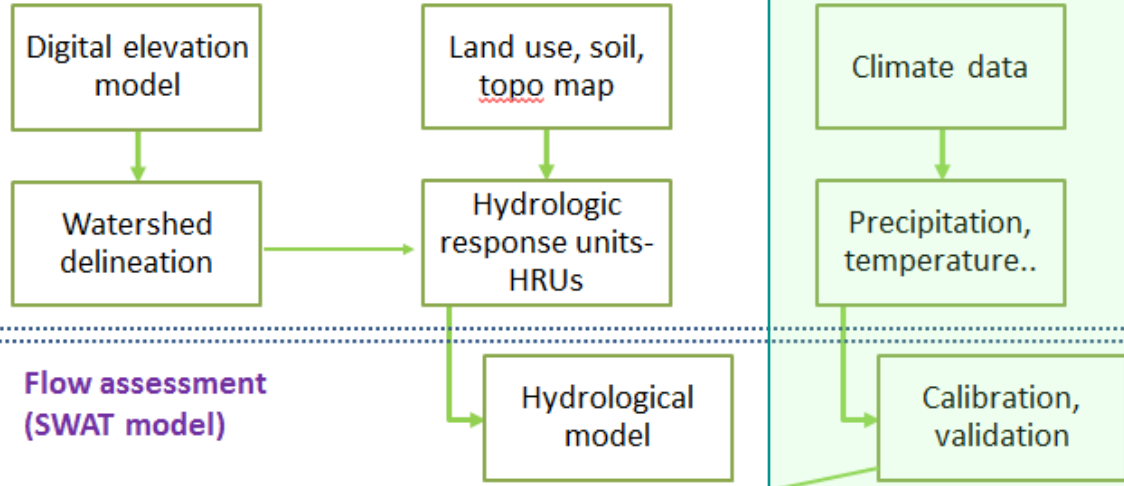 Digital elevation
model
Land use, soil,
topo map
Climate data
Watershed
delineation
Hydrologic
response units-
HRUs
Precipitation,
temperature..
Flow assessment
(SWAT model)
Hydrological
model
Calibration,
validation